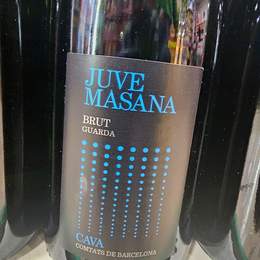 JUVE
MASANA
BRUT
GUARDA
CAVA
COMTATS DE BARCELONA